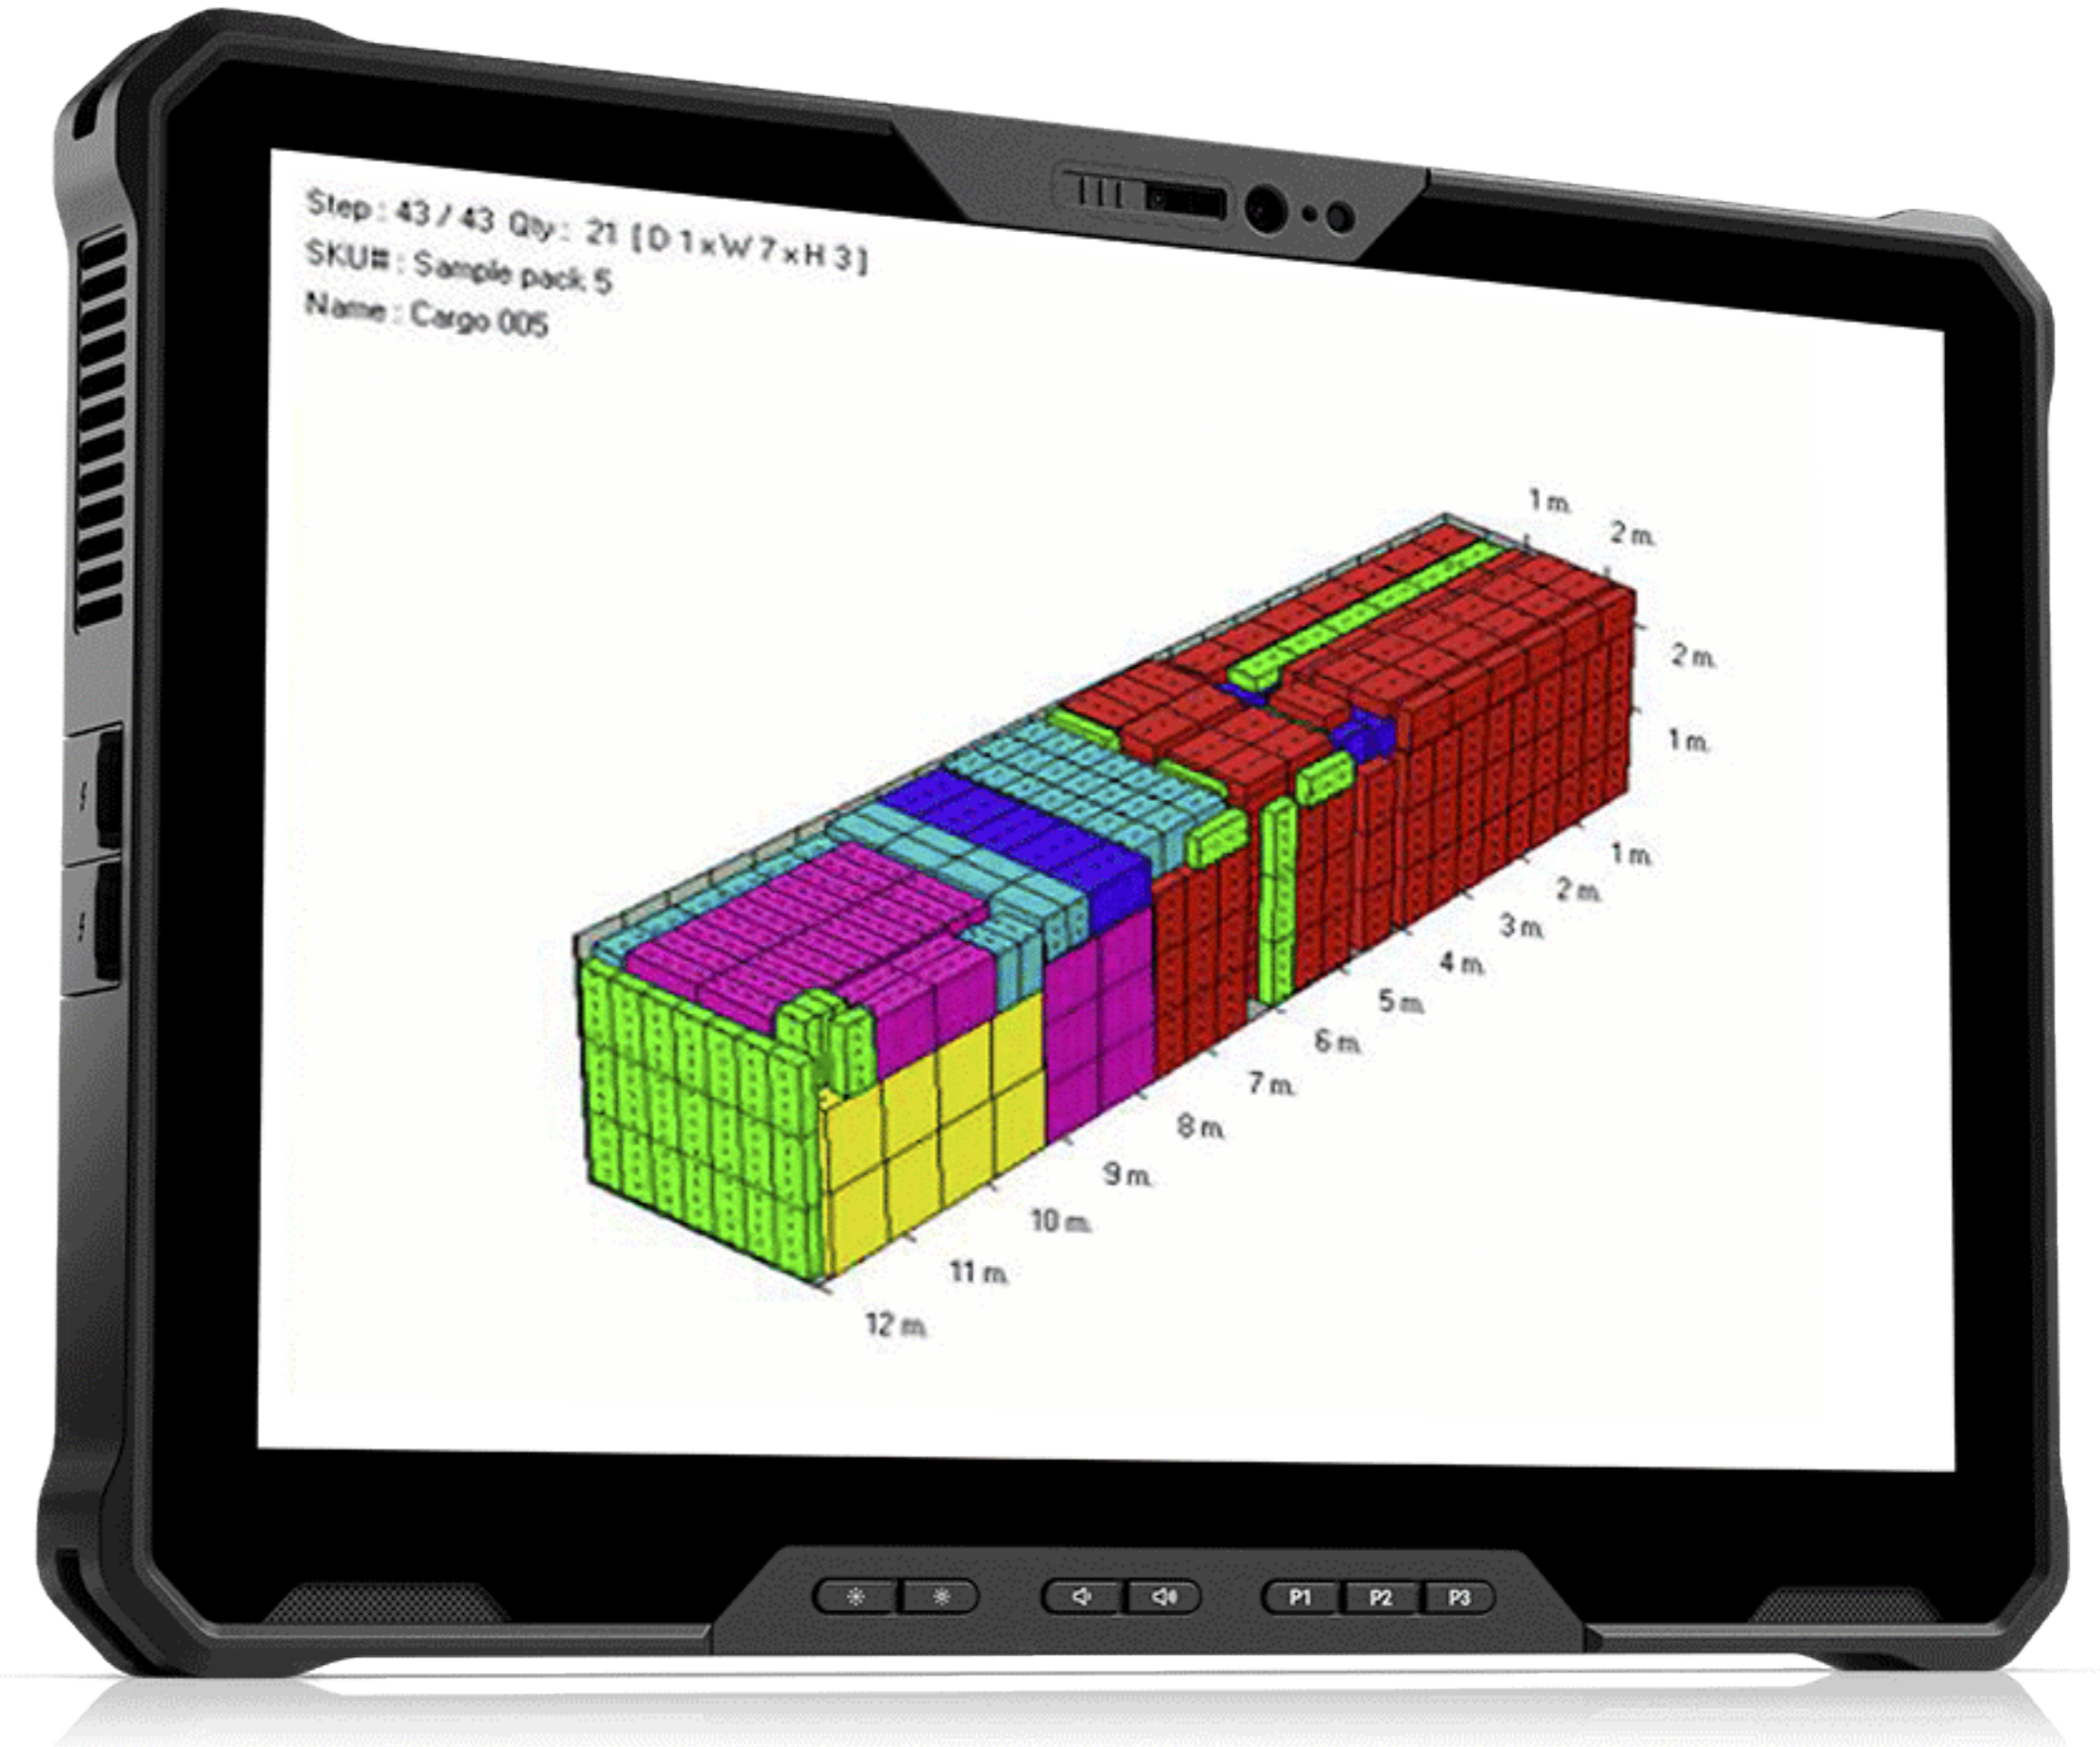 Step : 43 / 43 Qty : 21 [ D 1 x W 7 x H 3 ]
SKU# : Sample pack 5
Name : Cargo 005
1 m.
2 m.
2 m.
1 m.
1 m.
2 m.
3 m.
4 m.
5 m.
6 m.
7 m.
8 m.
9 m.
10 m.
11 m.
12 m.
P1 P2 P3